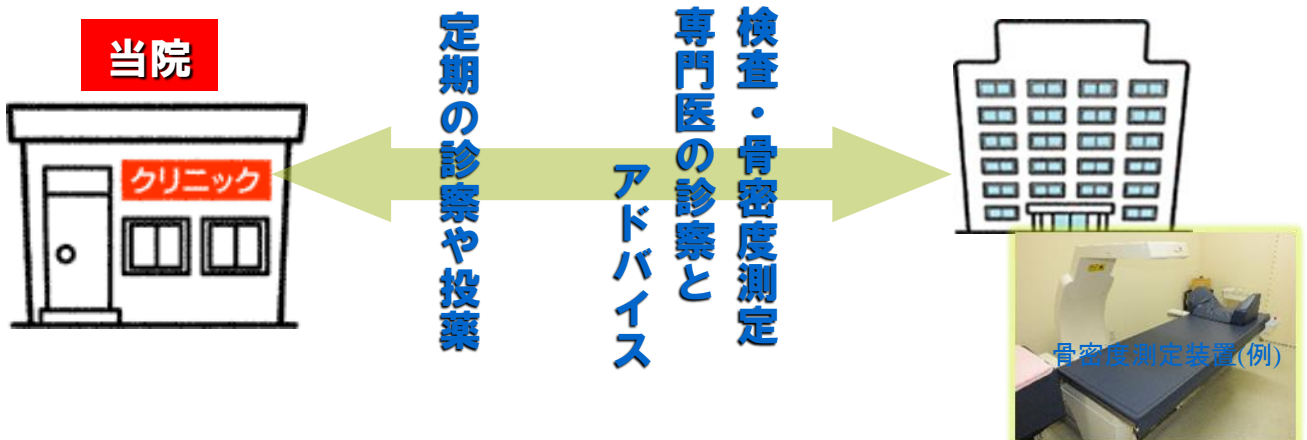 当院
クリニック
定期の診察や投薬
検査・骨密度測定
専門医の診察と
アドバイス
骨密度測定装置(例)